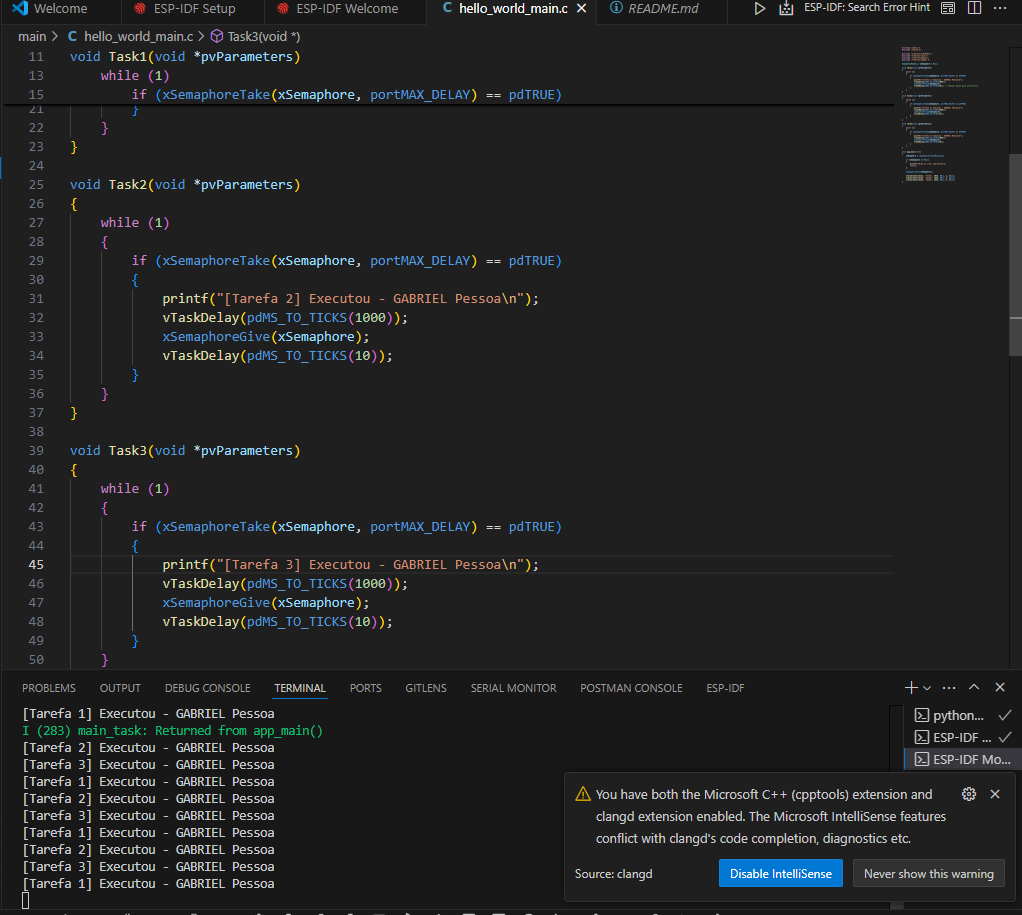 Welcome ESP-IDF Setup ESP-IDF Welcome C hello_world_main.c README.md ESP-IDF: Search Error Hint
main > C hello_world_main.c > Task3(void *)
11 void Task1(void *pvParameters)
13 while (1)
15 if (xSemaphoreTake(xSemaphore, portMAX_DELAY) == pdTRUE)
21 }
22 }
23 }
24
25 void Task2(void *pvParameters)
26 {
27 while (1)
28 {
29 if (xSemaphoreTake(xSemaphore, portMAX_DELAY) == pdTRUE)
30 {
31 printf("[Tarefa 2] Executou - GABRIEL Pessoa\n");
32 vTaskDelay(pdMS_TO_TICKS(1000));
33 xSemaphoreGive(xSemaphore);
34 vTaskDelay(pdMS_TO_TICKS(10));
35 }
36 }
37 }
38
39 void Task3(void *pvParameters)
40 {
41 while (1)
42 {
43 if (xSemaphoreTake(xSemaphore, portMAX_DELAY) == pdTRUE)
44 {
45 printf("[Tarefa 3] Executou - GABRIEL Pessoa\n");
46 vTaskDelay(pdMS_TO_TICKS(1000));
47 xSemaphoreGive(xSemaphore);
48 vTaskDelay(pdMS_TO_TICKS(10));
49 }
50 }
PROBLEMS OUTPUT DEBUG CONSOLE TERMINAL PORTS GITLENS SERIAL MONITOR POSTMAN CONSOLE ESP-IDF
[Tarefa 1] Executou - GABRIEL Pessoa
I (283) main_task: Returned from app_main()
[Tarefa 2] Executou - GABRIEL Pessoa
[Tarefa 3] Executou - GABRIEL Pessoa
[Tarefa 1] Executou - GABRIEL Pessoa
[Tarefa 2] Executou - GABRIEL Pessoa
[Tarefa 3] Executou - GABRIEL Pessoa
[Tarefa 1] Executou - GABRIEL Pessoa
[Tarefa 2] Executou - GABRIEL Pessoa
[Tarefa 3] Executou - GABRIEL Pessoa
[Tarefa 1] Executou - GABRIEL Pessoa
python...
ESP-IDF ...
ESP-IDF Mo...
You have both the Microsoft C++ (cpptools) extension and
clangd extension enabled. The Microsoft IntelliSense features
conflict with clangd's code completion, diagnostics etc.
Source: clangd
Disable IntelliSense
Never show this warning